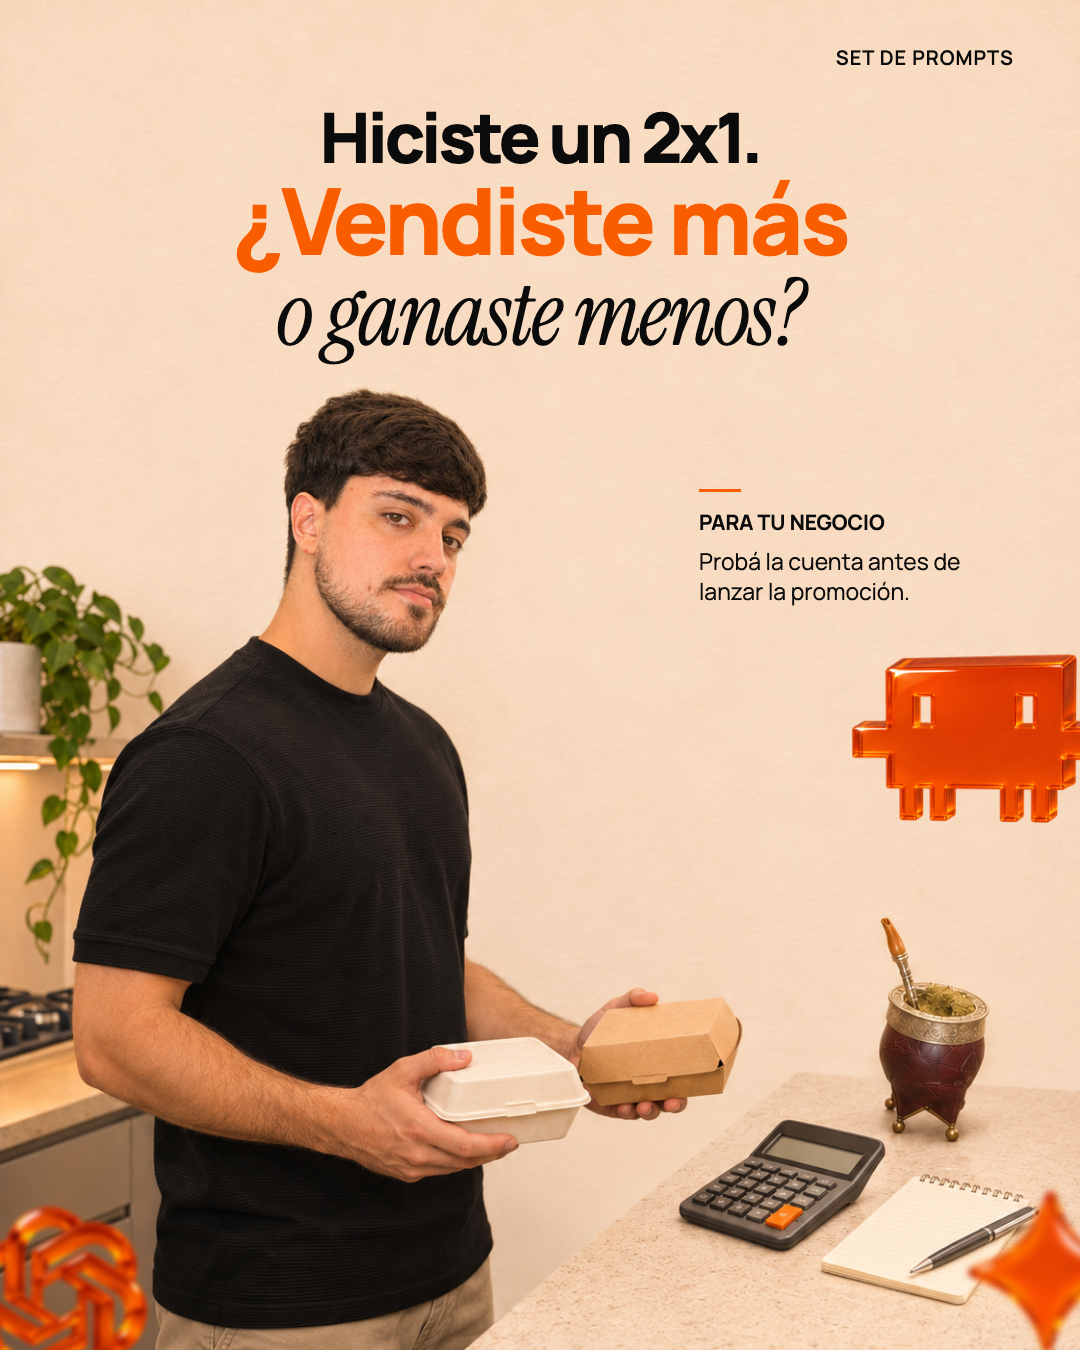 SET DE PROMPTS
Hiciste un 2x1.
¿Vendiste más
o ganaste menos?
PARA TU NEGOCIO
Probá la cuenta antes de
lanzar la promoción.